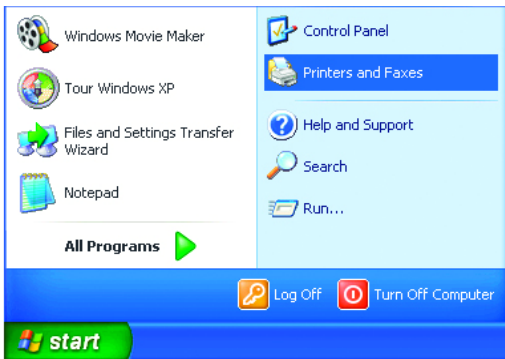 Windows Movie Maker
Tour Windows XP
Files and Settings Transfer
Wizard
Notepad
All Programs
Control Panel
Printers and Faxes
Help and Support
Search
Run...
Log Off
Turn Off Computer
start